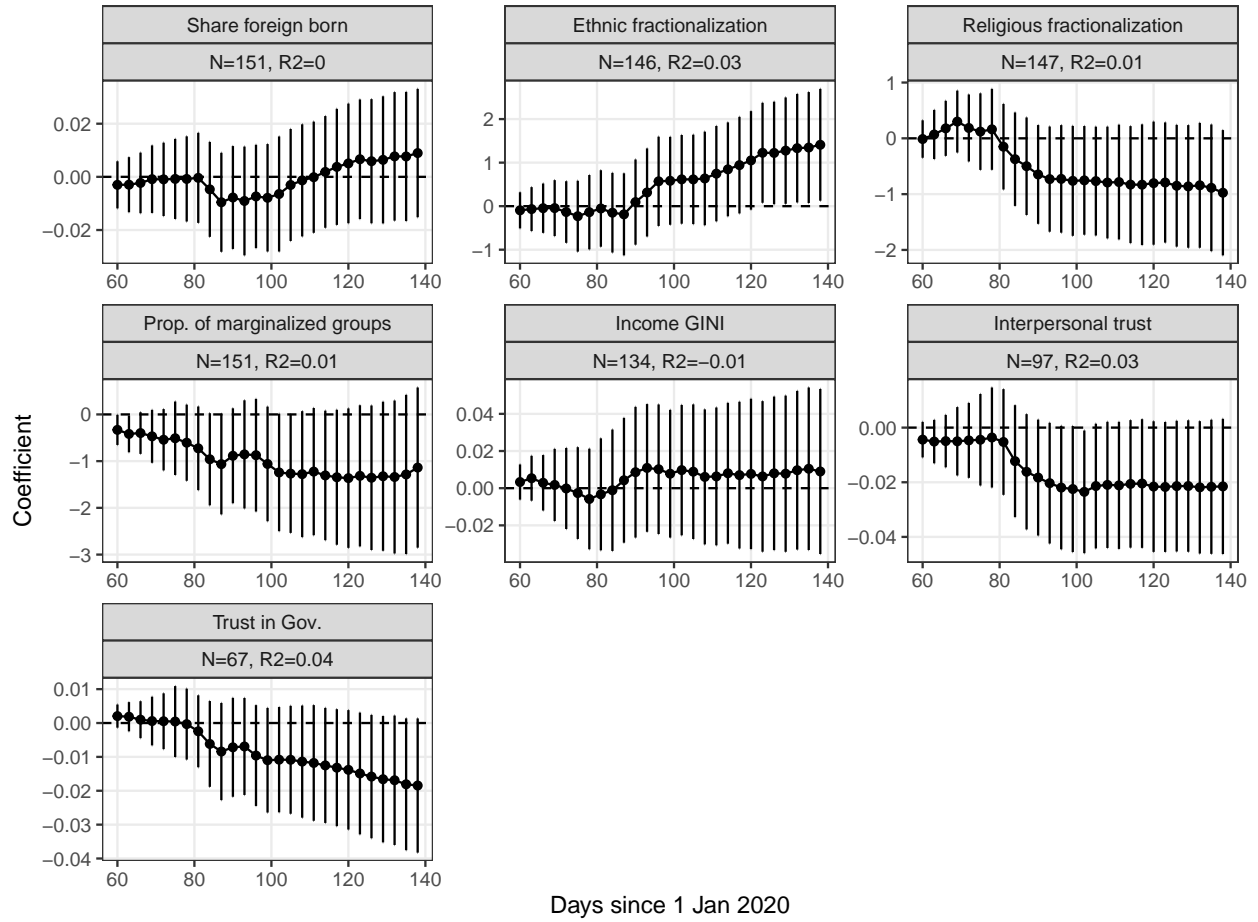 Share foreign born
Ethnic fractionalization
Religious fractionalization
N=151, R2=0
N=146, R2=0.03
N=147, R2=0.01
0.02
0.00
−0.02
2
1
0
−1
1
0
−1
−2
60 80 100 120 140
60 80 100 120 140
60 80 100 120 140
Prop. of marginalized groups
Income GINI
Interpersonal trust
N=151, R2=0.01
N=134, R2=−0.01
N=97, R2=0.03
0
−1
−2
−3
0.04
0.02
0.00
−0.02
0.00
−0.02
−0.04
60 80 100 120 140
60 80 100 120 140
60 80 100 120 140
Trust in Gov.
N=67, R2=0.04
0.01
0.00
−0.01
−0.02
−0.03
−0.04
60 80 100 120 140
Coefficient
Days since 1 Jan 2020